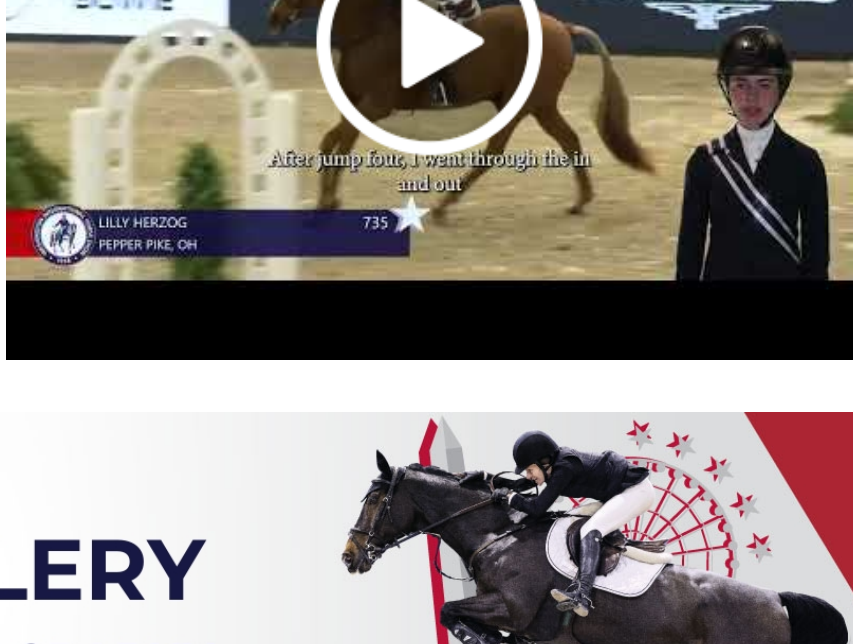 After jump four, I went through the in
and out
LILLY HERZOG
735
PEPPER PIKE, OH
LERY